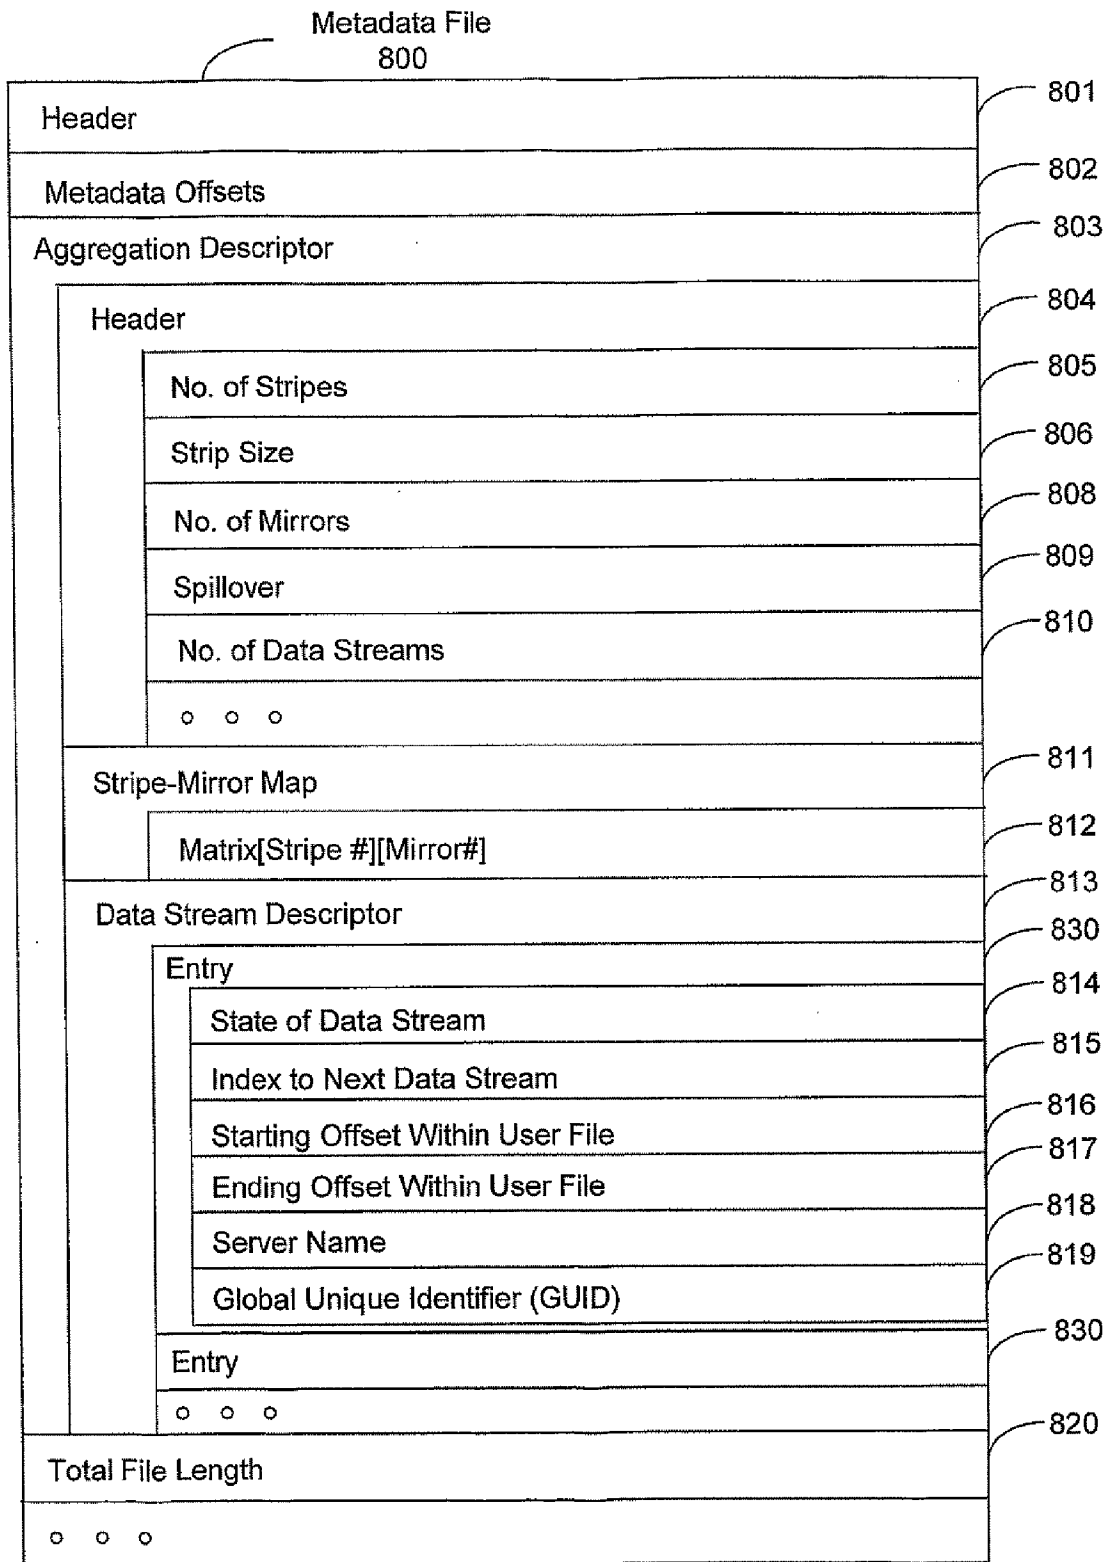 Metadata File
800
801
Header
802
Metadata Offsets
803
Aggregation Descriptor
804
Header
805
No. of Stripes
806
Strip Size
808
No. of Mirrors
809
Spillover
810
No. of Data Streams
811
Stripe-Mirror Map
812
Matrix[Stripe #][Mirror#]
813
Data Stream Descriptor
830
Entry
814
State of Data Stream
815
Index to Next Data Stream
816
Starting Offset Within User File
817
Ending Offset Within User File
818
Server Name
819
Global Unique Identifier (GUID)
830
Entry
820
Total File Length